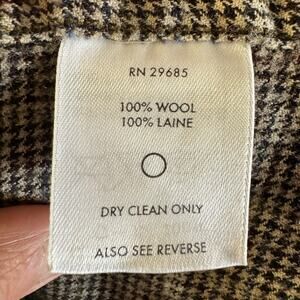 RN 29685
100% WOOL
100% LAINE
DRY CLEAN ONLY
ALSO SEE REVERSE